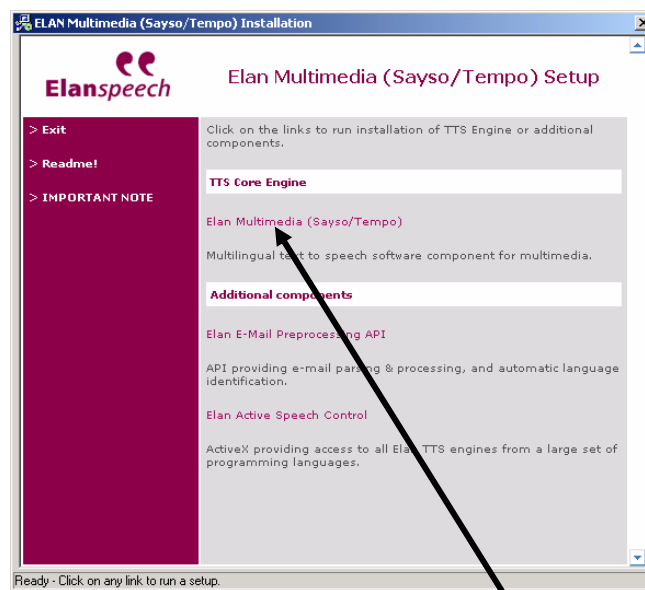 ELAN Multimedia (Sayso/Tempo) Installation
Elanspeech
Elan Multimedia (Sayso/Tempo) Setup
> Exit
> Readme!
> IMPORTANT NOTE
Click on the links to run installation of TTS Engine or additional
components.
TTS Core Engine
Elan Multimedia (Sayso/Tempo)
Multilingual text to speech software component for multimedia.
Additional components
Elan E-Mail Preprocessing API
API providing e-mail parsing & processing, and automatic language
identification.
Elan Active Speech Control
ActiveX providing access to all Elan TTS engines from a large set of
programming languages.
Ready - Click on any link to run a setup.